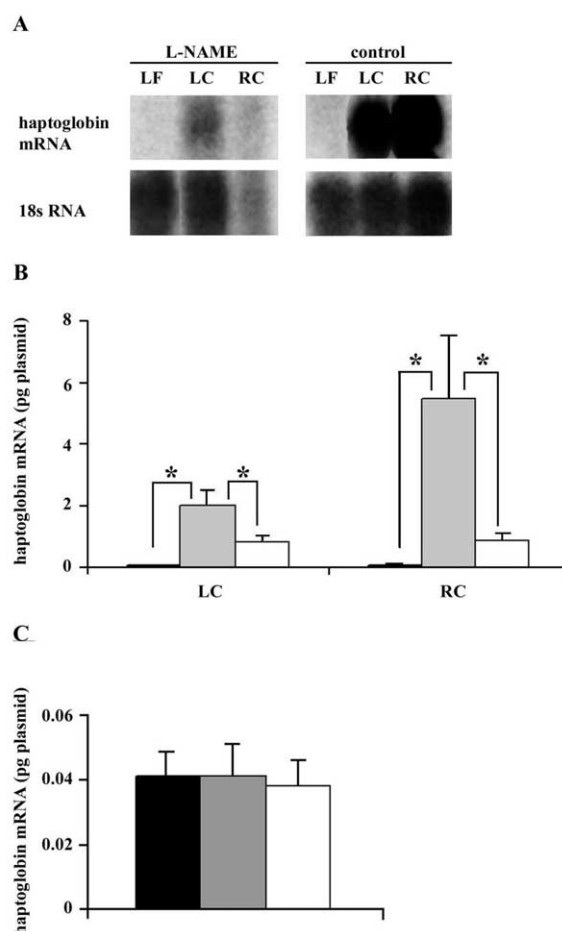 A
L-NAME control
LF LC RC LF LC RC
haptoglobin
mRNA
18s RNA
B
haptoglobin mRNA (pg plasmid)
8
6
4
2
0
* * * *
LC RC
C
haptoglobin mRNA (pg plasmid)
0.06
0.04
0.02
0